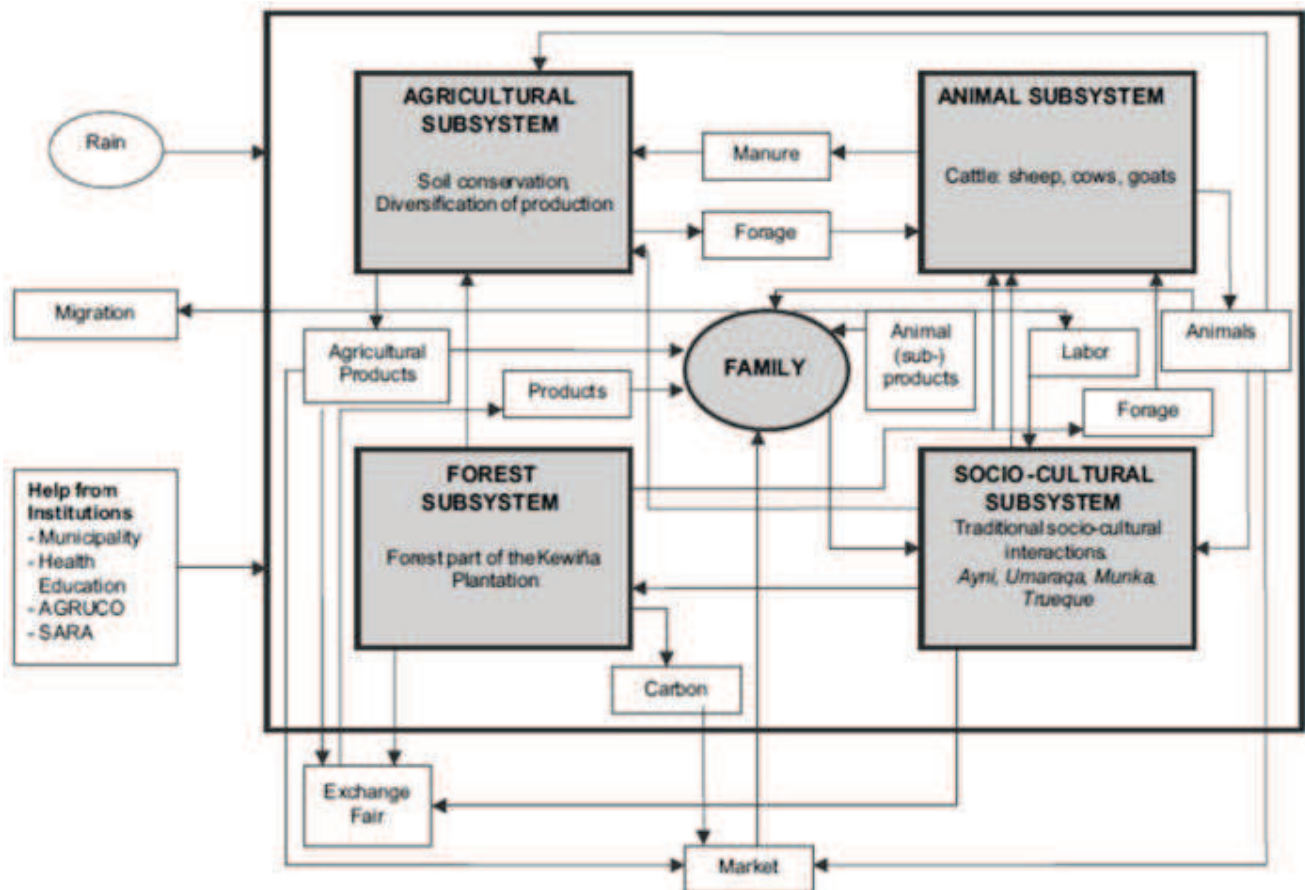 AGRICULTURAL
SUBSYSTEM
Soil conservation,
Diversification of production
ANIMAL SUBSYSTEM
Cattle: sheep, cows, goats
Rain
Manure
Forage
Migration
Agricultural
Products
Products
FAMILY
Animal
(sub-)
products
Labor
Animals
Forage
Help from
Institutions
- Municipality
- Health
Education
- AGRUCO
- SARA
FOREST
SUBSYSTEM
Forest part of the Kewiña
Plantation
SOCIO-CULTURAL
SUBSYSTEM
Traditional socio-cultural
interactions.
Ayni, Umaraqa, Munka,
Trueque
Carbon
Exchange
Fair
Market